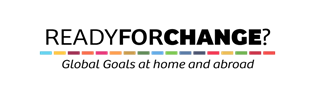 READYFORCHANGE?
Global Goals at home and abroad